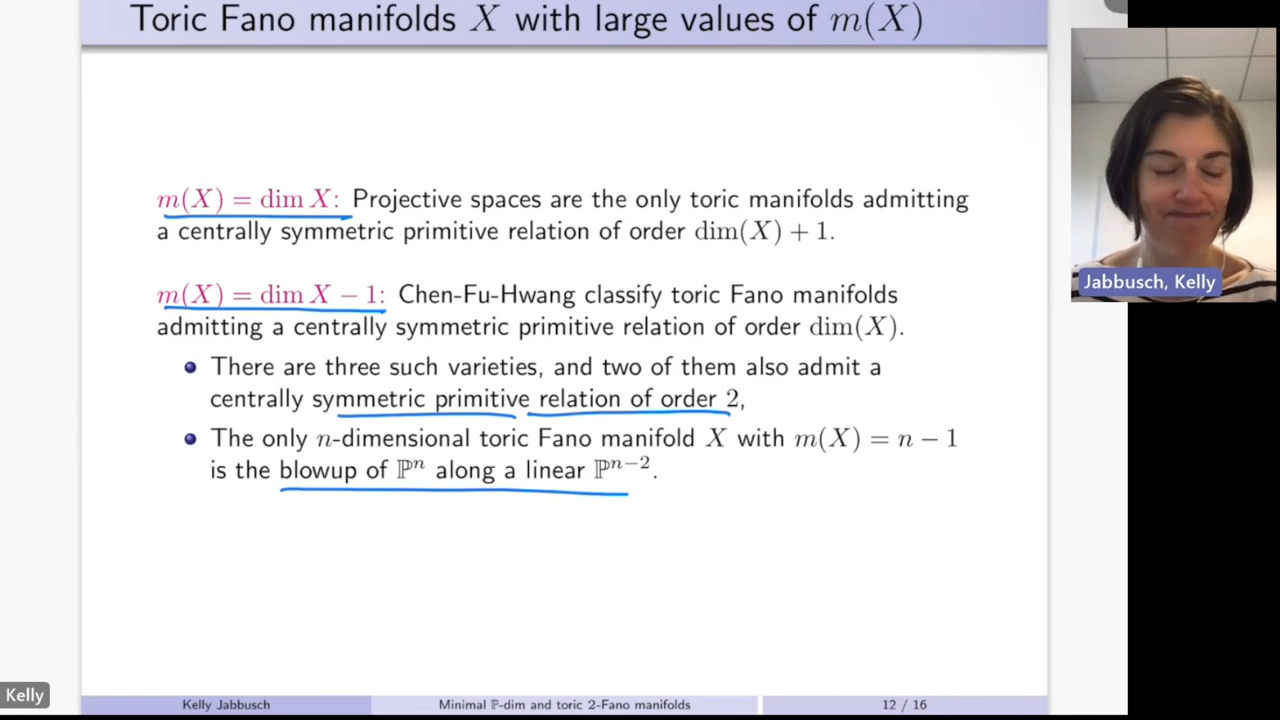 Toric Fano manifolds X with large values of m(X)
m(X) = dim X: Projective spaces are the only toric manifolds admitting
a centrally symmetric primitive relation of order dim(X) + 1.
m(X) = dim X − 1: Chen-Fu-Hwang classify toric Fano manifolds
admitting a centrally symmetric primitive relation of order dim(X).
There are three such varieties, and two of them also admit a
centrally symmetric primitive relation of order 2,
The only n-dimensional toric Fano manifold X with m(X) = n − 1
is the blowup of ℙⁿ along a linear ℙⁿ⁻².
Jabbusch, Kelly
Kelly
Kelly Jabbusch Minimal ℙ-dim and toric 2-Fano manifolds 12 / 16